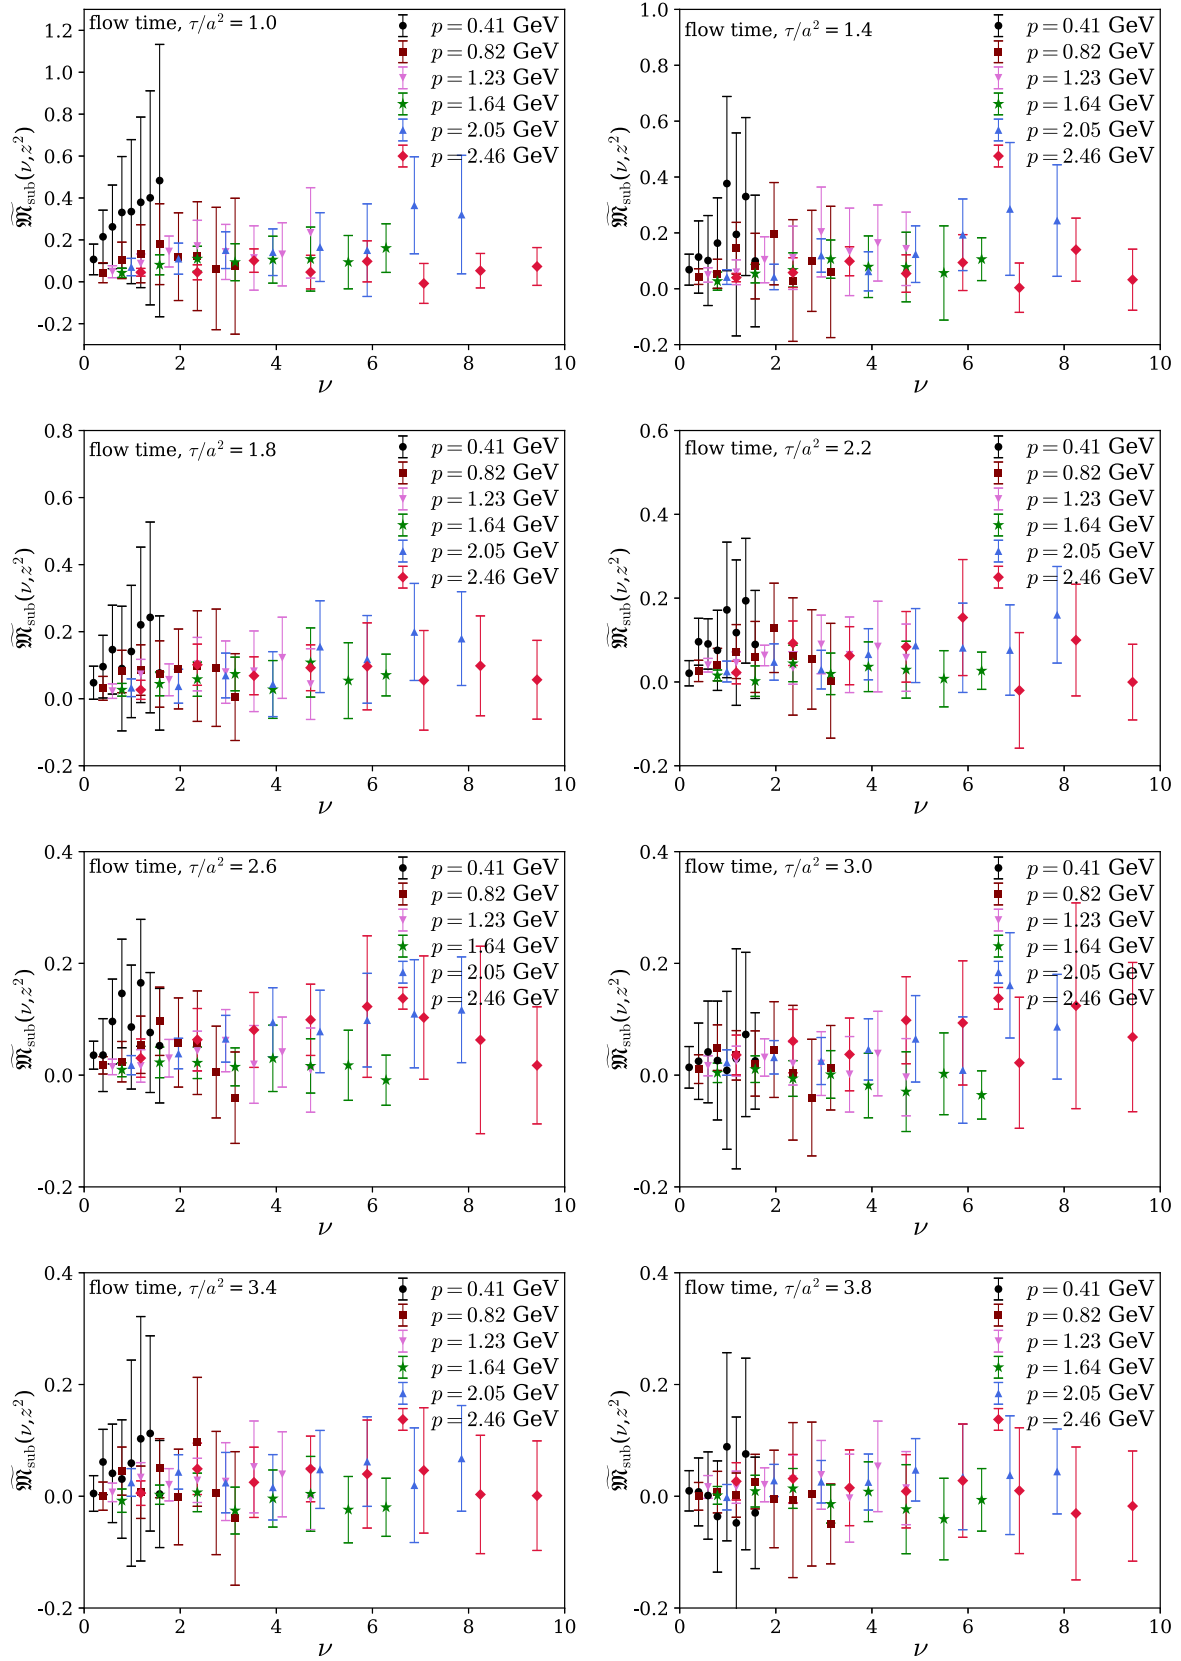 flow time, τ/a² = 1.0
p = 0.41 GeV
p = 0.82 GeV
p = 1.23 GeV
p = 1.64 GeV
p = 2.05 GeV
p = 2.46 GeV
1.2
1.0
0.8
0.6
0.4
0.2
0.0
-0.2
𝔐̃_sub(ν,z²)
0 2 4 6 8 10
ν
flow time, τ/a² = 1.4
p = 0.41 GeV
p = 0.82 GeV
p = 1.23 GeV
p = 1.64 GeV
p = 2.05 GeV
p = 2.46 GeV
1.0
0.8
0.6
0.4
0.2
0.0
-0.2
𝔐̃_sub(ν,z²)
0 2 4 6 8 10
ν
flow time, τ/a² = 1.8
p = 0.41 GeV
p = 0.82 GeV
p = 1.23 GeV
p = 1.64 GeV
p = 2.05 GeV
p = 2.46 GeV
0.8
0.6
0.4
0.2
0.0
-0.2
𝔐̃_sub(ν,z²)
0 2 4 6 8 10
ν
flow time, τ/a² = 2.2
p = 0.41 GeV
p = 0.82 GeV
p = 1.23 GeV
p = 1.64 GeV
p = 2.05 GeV
p = 2.46 GeV
0.6
0.4
0.2
0.0
-0.2
𝔐̃_sub(ν,z²)
0 2 4 6 8 10
ν
flow time, τ/a² = 2.6
p = 0.41 GeV
p = 0.82 GeV
p = 1.23 GeV
p = 1.64 GeV
p = 2.05 GeV
p = 2.46 GeV
0.4
0.2
0.0
-0.2
𝔐̃_sub(ν,z²)
0 2 4 6 8 10
ν
flow time, τ/a² = 3.0
p = 0.41 GeV
p = 0.82 GeV
p = 1.23 GeV
p = 1.64 GeV
p = 2.05 GeV
p = 2.46 GeV
0.4
0.2
0.0
-0.2
𝔐̃_sub(ν,z²)
0 2 4 6 8 10
ν
flow time, τ/a² = 3.4
p = 0.41 GeV
p = 0.82 GeV
p = 1.23 GeV
p = 1.64 GeV
p = 2.05 GeV
p = 2.46 GeV
0.4
0.2
0.0
-0.2
𝔐̃_sub(ν,z²)
0 2 4 6 8 10
ν
flow time, τ/a² = 3.8
p = 0.41 GeV
p = 0.82 GeV
p = 1.23 GeV
p = 1.64 GeV
p = 2.05 GeV
p = 2.46 GeV
0.4
0.2
0.0
-0.2
𝔐̃_sub(ν,z²)
0 2 4 6 8 10
ν